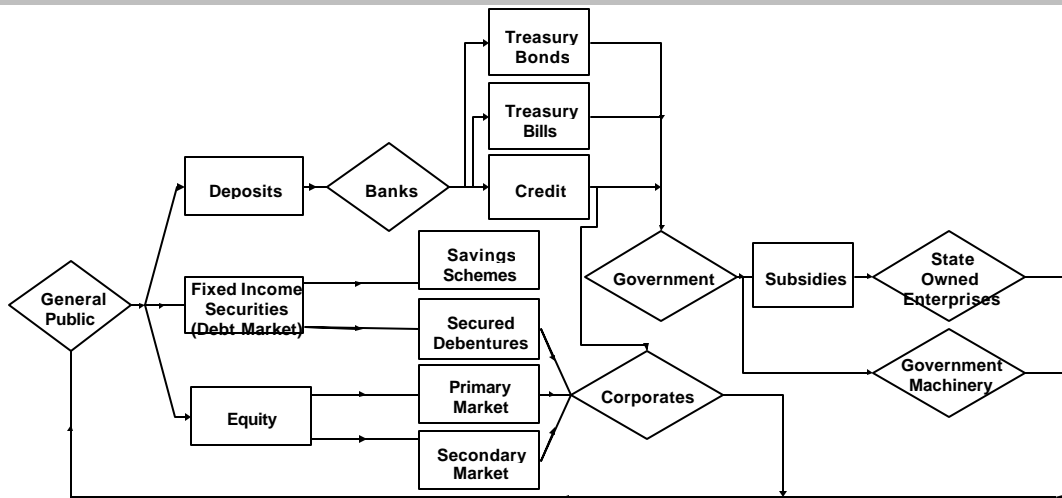 Treasury
Bonds
Treasury
Bills
Deposits
Banks
Credit
Savings
Schemes
General
Public
Fixed Income
Securities
(Debt Market)
Secured
Debentures
Government
Subsidies
State
Owned
Enterprises
Equity
Primary
Market
Secondary
Market
Corporates
Government
Machinery